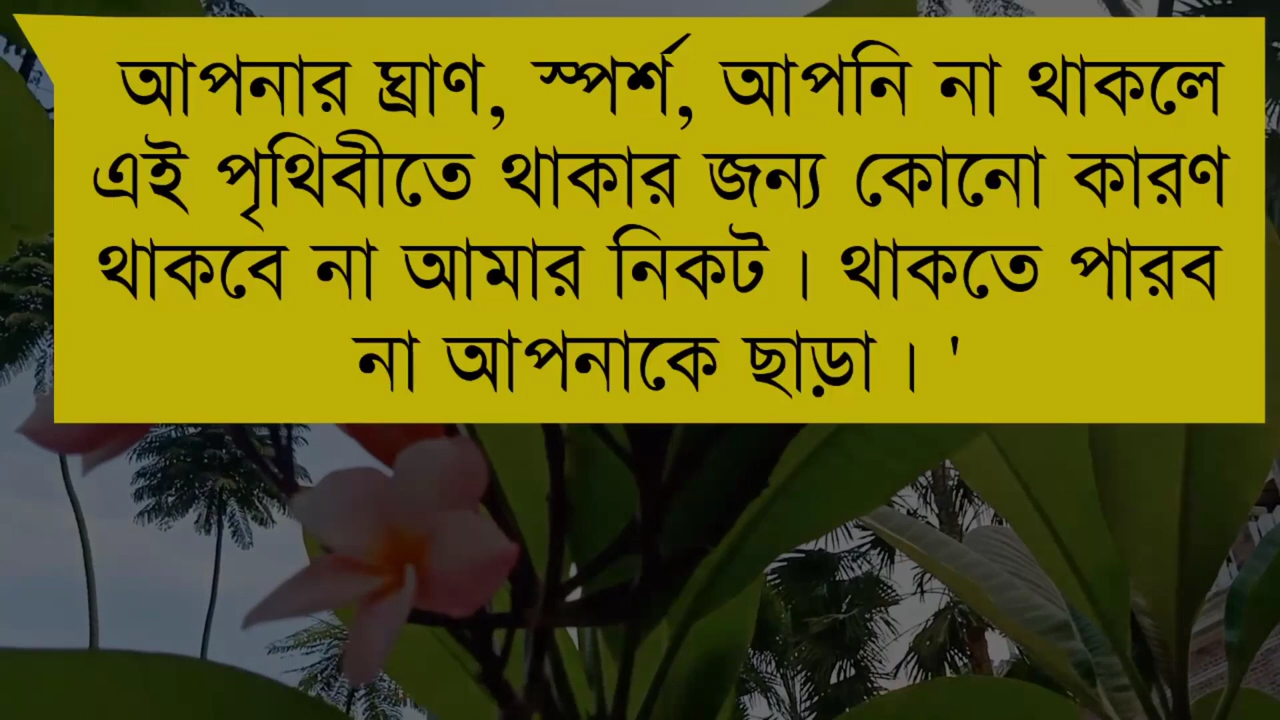 আপনার ঘ্রাণ, স্পর্শ, আপনি না থাকলে
এই পৃথিবীতে থাকার জন্য কোনো কারণ
থাকবে না আমার নিকট । থাকতে পারব
না আপনাকে ছাড়া । '